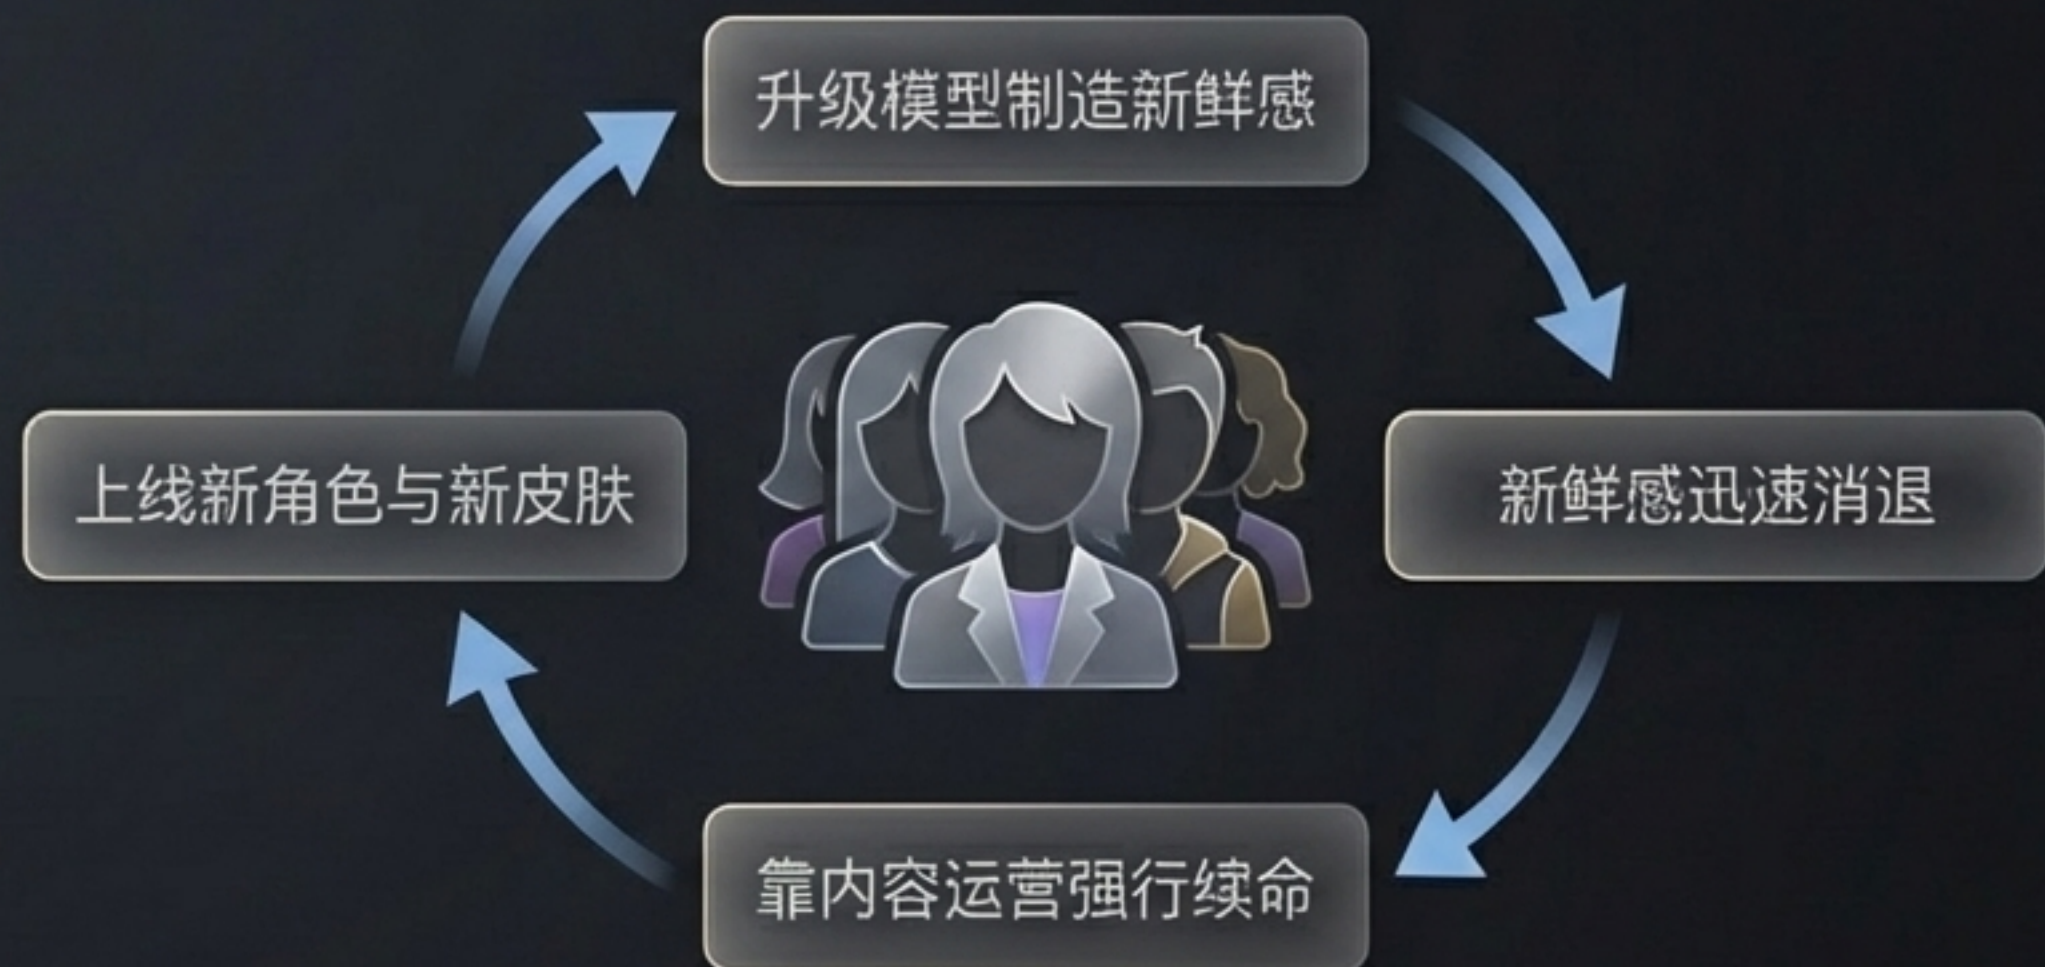 升级模型制造新鲜感
上线新角色与新皮肤
新鲜感迅速消退
靠内容运营强行续命